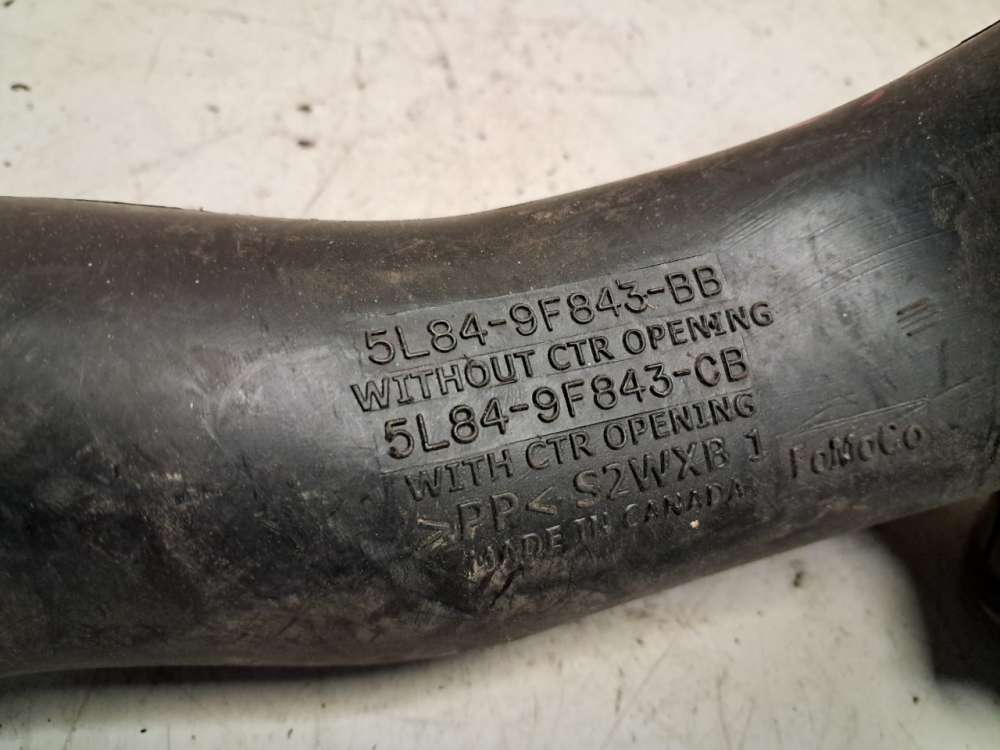 5L84-9F843-BB
WITHOUT CTR OPENING
5L84-9F843-CB
WITH CTR OPENING
>PP< S2WXB 1
MADE IN CANADA
FoMoCo